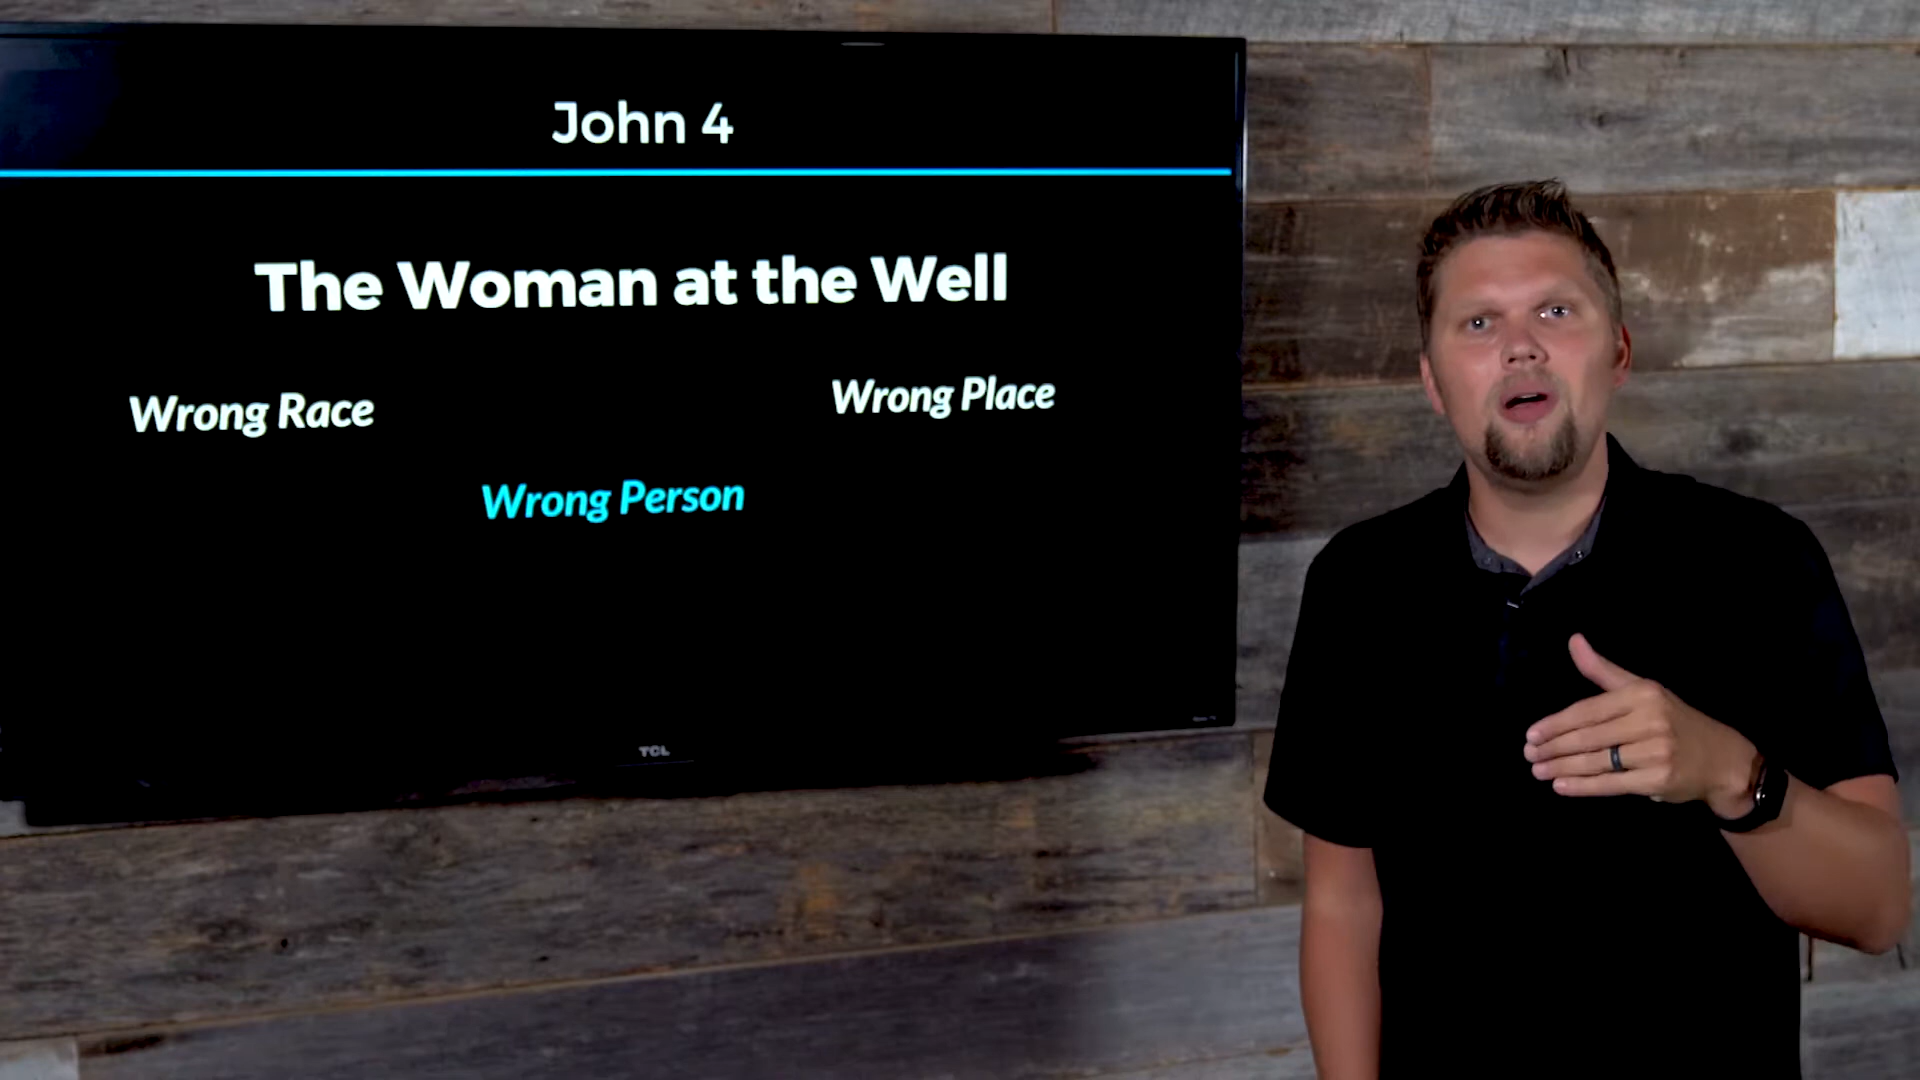 John 4
The Woman at the Well
Wrong Race
Wrong Place
Wrong Person
TCL